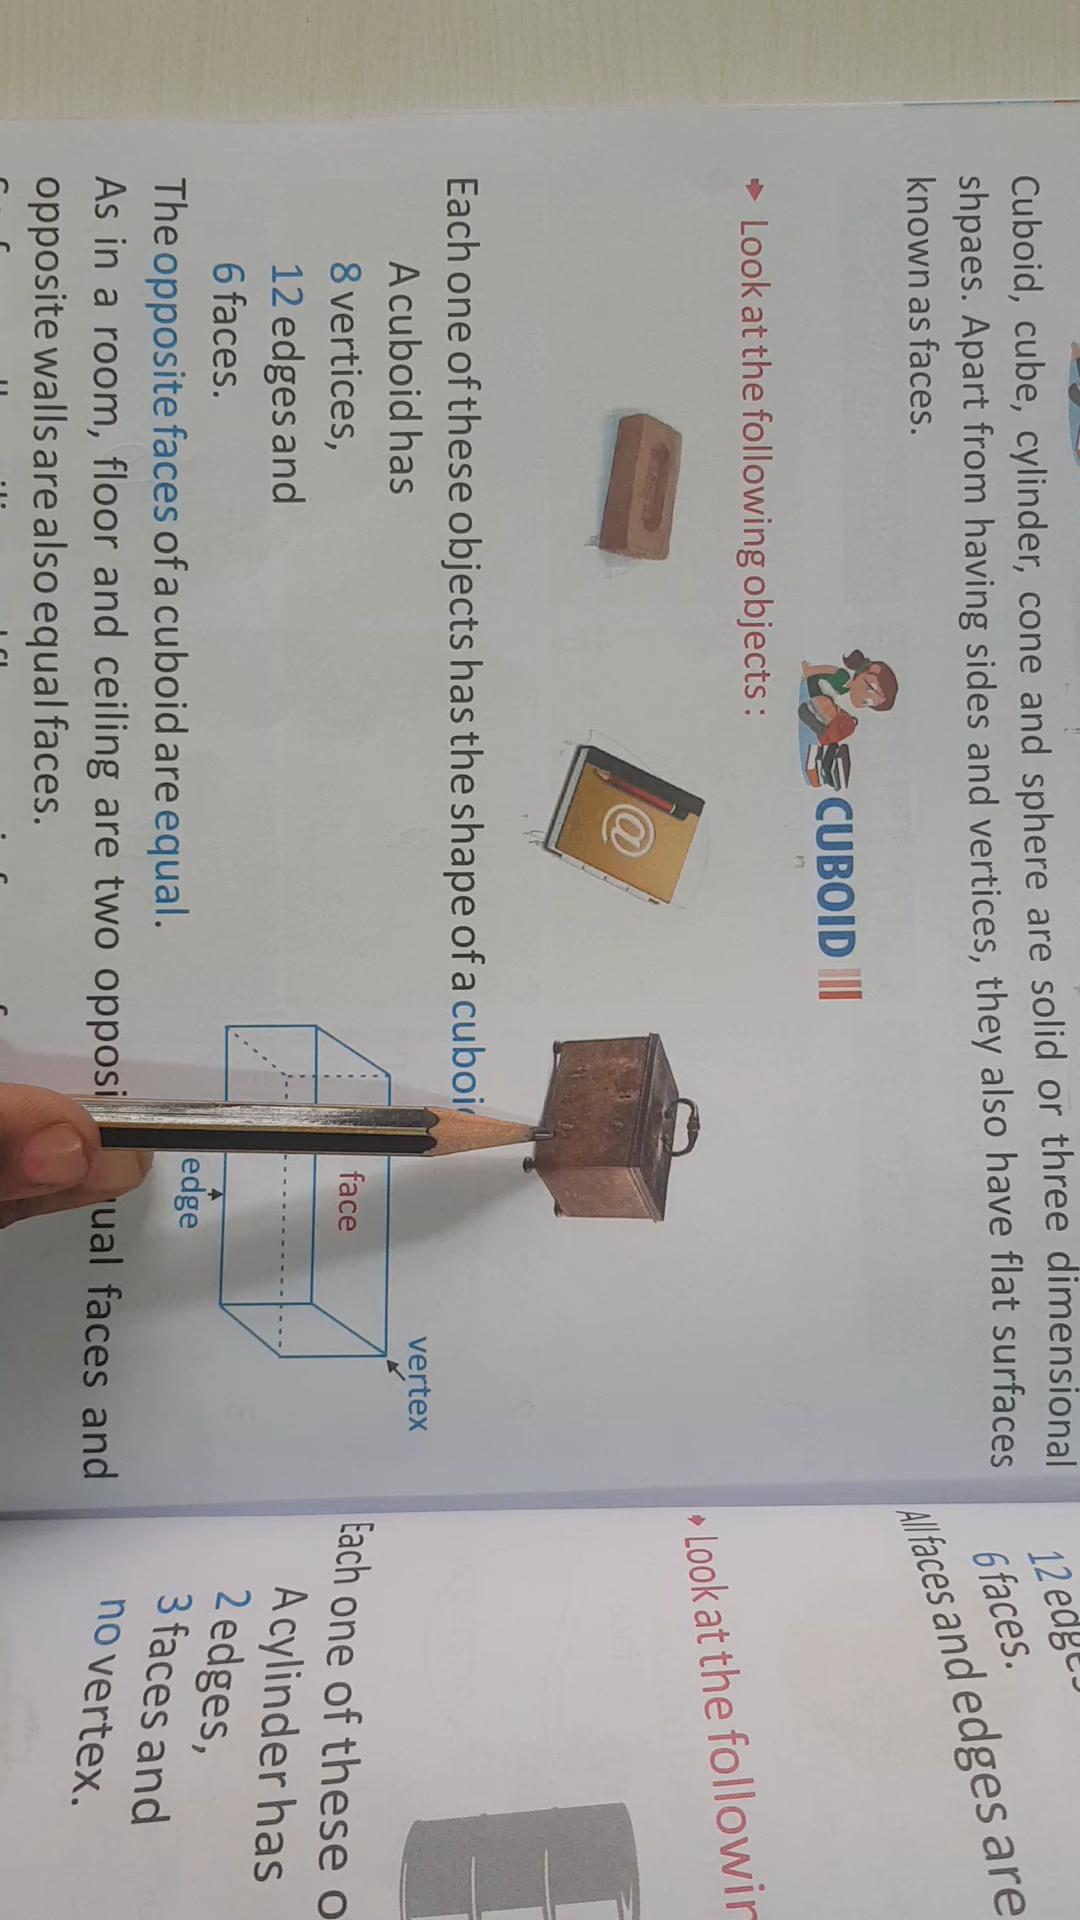 Cuboid, cube, cylinder, cone and sphere are solid or three dimensional
shpaes. Apart from having sides and vertices, they also have flat surfaces
known as faces.
CUBOID
Look at the following objects :
@
Each one of these objects has the shape of a cuboi
A cuboid has
8 vertices,
12 edges and
6 faces.
vertex
face
edge
The opposite faces of a cuboid are equal.
As in a room, floor and ceiling are two opposi ual faces and
opposite walls are also equal faces.
12 edges
6 faces.
All faces and edges are
Look at the followin
Each one of these o
A cylinder has
2 edges,
3 faces and
no vertex.